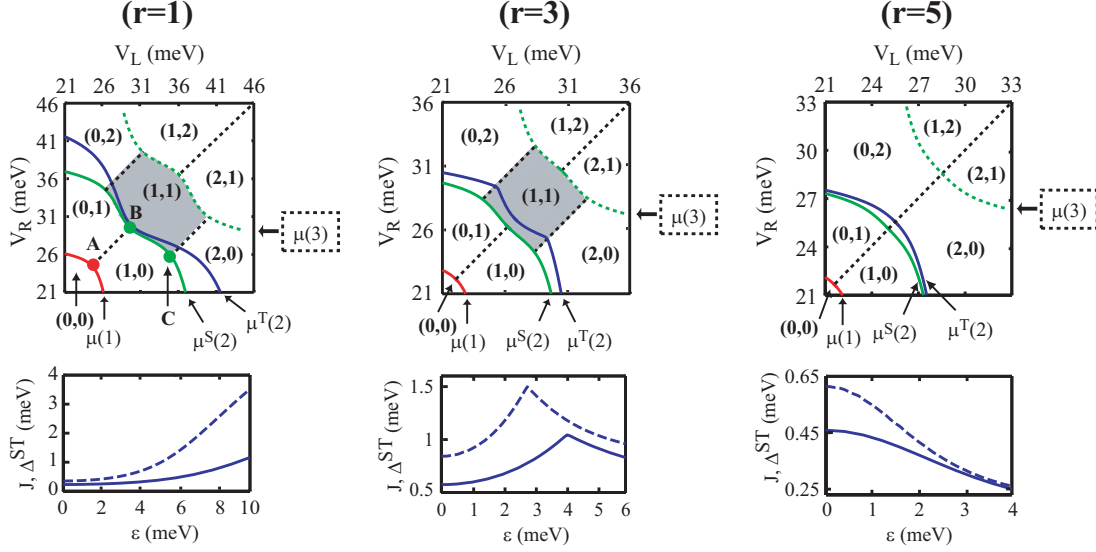 (r=1)
V_L (meV)
21 26 31 36 41 46
V_R (meV)
46
41
36
31
26
21
(0,2)
(1,2)
(2,1)
(1,1)
(0,1)
B
A
(1,0)
(2,0)
(0,0)
C
μ(1)
μ^S(2)
μ^T(2)
μ(3)
J, Δ^ST (meV)
4
3
2
1
0
0 2 4 6 8 10
ε (meV)
(r=3)
V_L (meV)
21 26 31 36
V_R (meV)
36
31
26
21
(0,2)
(1,2)
(2,1)
(1,1)
(0,1)
(1,0)
(2,0)
(0,0)
μ(1)
μ^S(2)
μ^T(2)
μ(3)
J, Δ^ST (meV)
1.5
1
0.5
0 1 2 3 4 5 6
ε (meV)
(r=5)
V_L (meV)
21 24 27 30 33
V_R (meV)
33
30
27
24
21
(0,2)
(1,2)
(2,1)
(0,1)
(1,0)
(2,0)
(0,0)
μ(1)
μ^S(2)
μ^T(2)
μ(3)
J, Δ^ST (meV)
0.65
0.45
0.25
0 1 2 3 4
ε (meV)